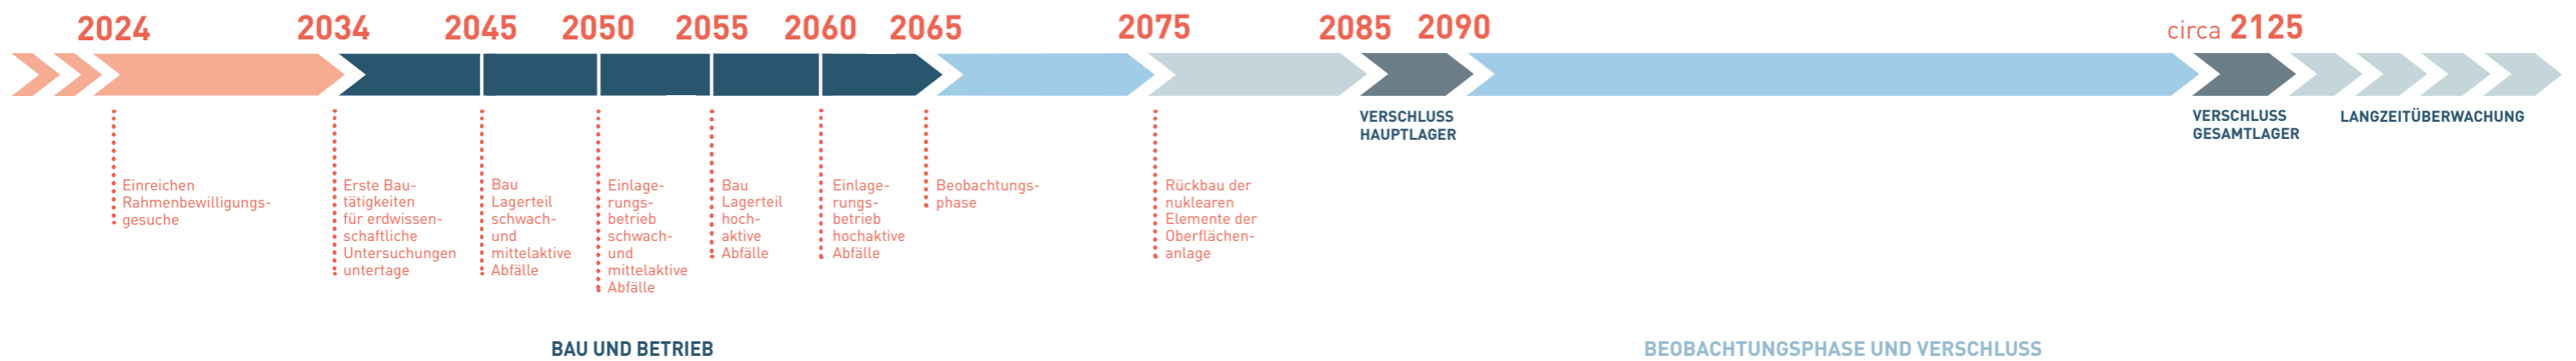 2024
2034
2045
2050
2055
2060
2065
2075
2085
2090
circa 2125
Einreichen
Rahmenbewilligungs-
gesuche
Erste Bau-
tätigkeiten
für erdwissen-
schaftliche
Untersuchungen
untertage
Bau
Lagerteil
schwach-
und
mittelaktive
Abfälle
Einlage-
rungs-
betrieb
schwach-
und
mittelaktive
Abfälle
Bau
Lagerteil
hoch-
aktive
Abfälle
Einlage-
rungs-
betrieb
hochaktive
Abfälle
Beobachtungs-
phase
Rückbau der
nuklearen
Elemente der
Oberflächen-
anlage
VERSCHLUSS
HAUPTLAGER
VERSCHLUSS
GESAMTLAGER
LANGZEITÜBERWACHUNG
BAU UND BETRIEB
BEOBACHTUNGSPHASE UND VERSCHLUSS